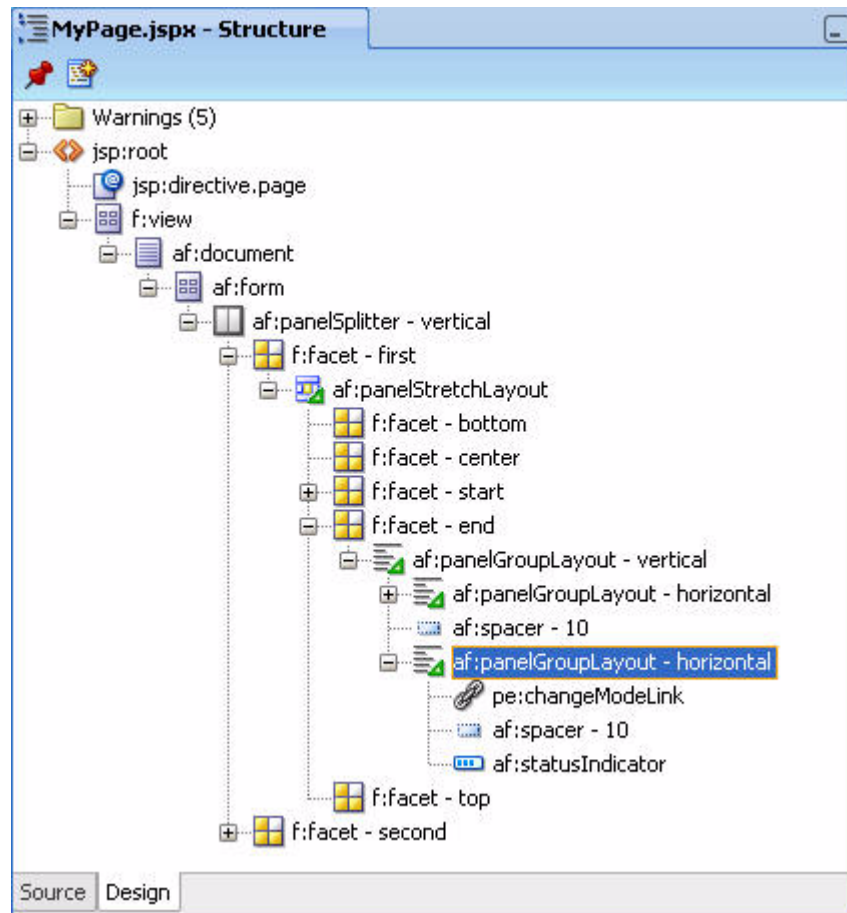 MyPage.jspx - Structure
Warnings (5)
jsp:root
jsp:directive.page
f:view
af:document
af:form
af:panelSplitter - vertical
f:facet - first
af:panelStretchLayout
f:facet - bottom
f:facet - center
f:facet - start
f:facet - end
af:panelGroupLayout - vertical
af:panelGroupLayout - horizontal
af:spacer - 10
af:panelGroupLayout - horizontal
pe:changeModeLink
af:spacer - 10
af:statusIndicator
f:facet - top
f:facet - second
Source Design